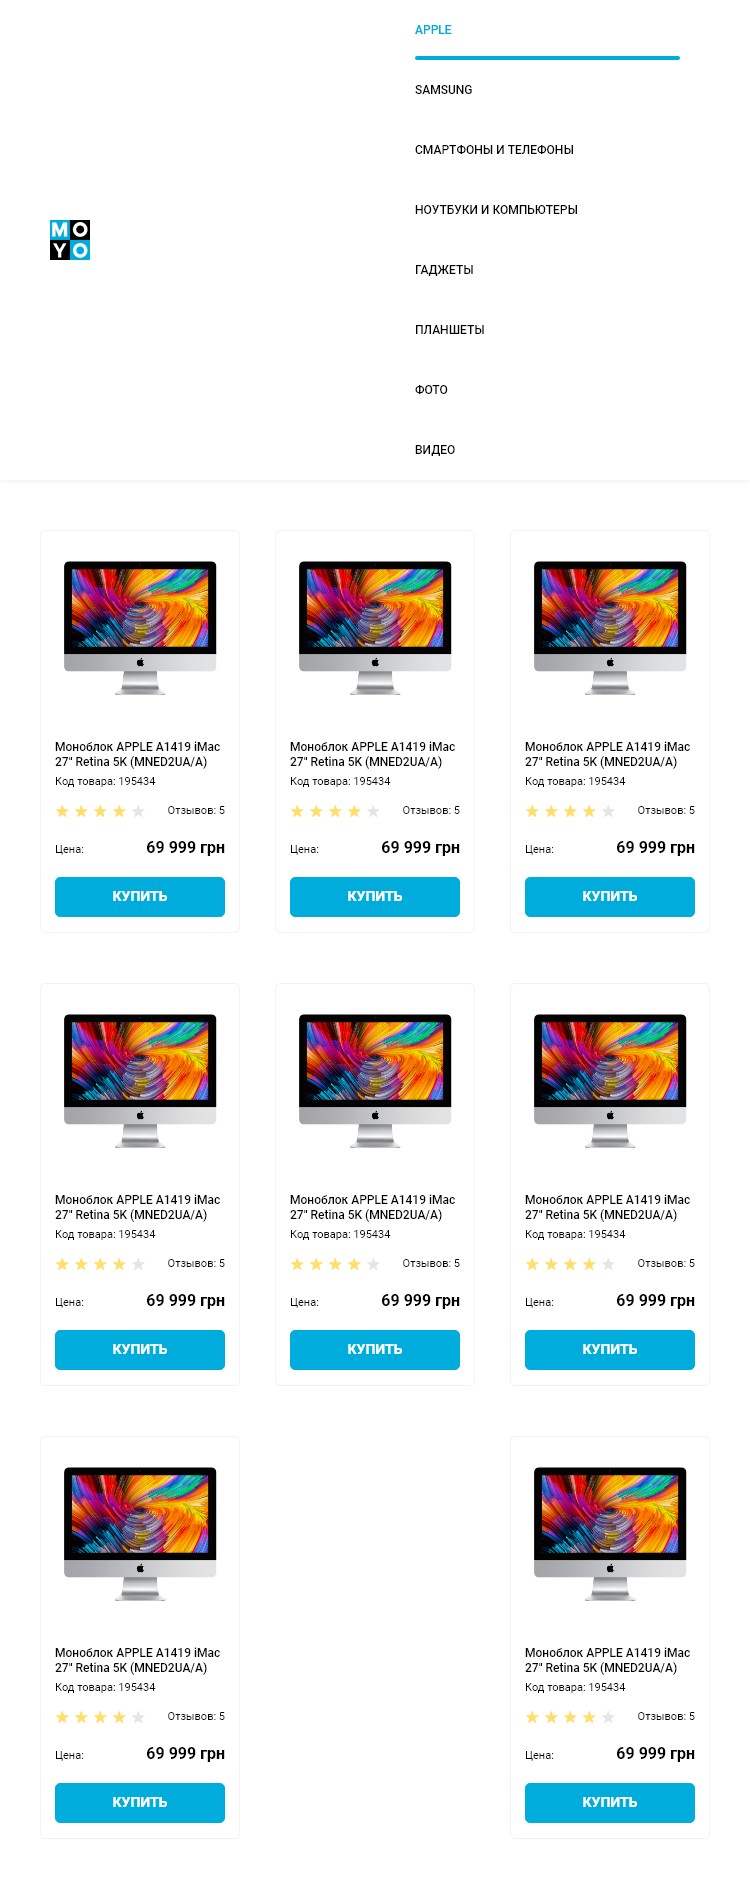 APPLE
SAMSUNG
СМАРТФОНЫ И ТЕЛЕФОНЫ
НОУТБУКИ И КОМПЬЮТЕРЫ
MO
YO
ГАДЖЕТЫ
ПЛАНШЕТЫ
ФОТО
ВИДЕО
Моноблок APPLE A1419 iMac
27" Retina 5K (MNED2UA/A)
Код товара: 195434
Отзывов: 5
Цена: 69 999 грн
КУПИТЬ
Моноблок APPLE A1419 iMac
27" Retina 5K (MNED2UA/A)
Код товара: 195434
Отзывов: 5
Цена: 69 999 грн
КУПИТЬ
Моноблок APPLE A1419 iMac
27" Retina 5K (MNED2UA/A)
Код товара: 195434
Отзывов: 5
Цена: 69 999 грн
КУПИТЬ
Моноблок APPLE A1419 iMac
27" Retina 5K (MNED2UA/A)
Код товара: 195434
Отзывов: 5
Цена: 69 999 грн
КУПИТЬ
Моноблок APPLE A1419 iMac
27" Retina 5K (MNED2UA/A)
Код товара: 195434
Отзывов: 5
Цена: 69 999 грн
КУПИТЬ
Моноблок APPLE A1419 iMac
27" Retina 5K (MNED2UA/A)
Код товара: 195434
Отзывов: 5
Цена: 69 999 грн
КУПИТЬ
Моноблок APPLE A1419 iMac
27" Retina 5K (MNED2UA/A)
Код товара: 195434
Отзывов: 5
Цена: 69 999 грн
КУПИТЬ
Моноблок APPLE A1419 iMac
27" Retina 5K (MNED2UA/A)
Код товара: 195434
Отзывов: 5
Цена: 69 999 грн
КУПИТЬ